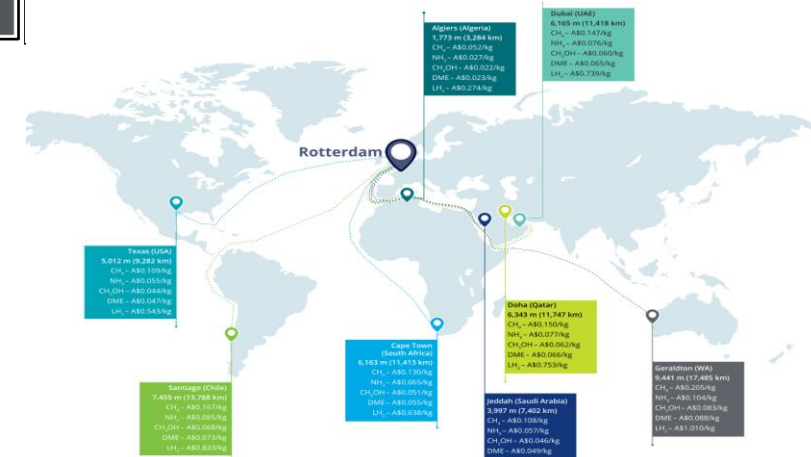 Algiers (Algeria)
1,773 m (3,284 km)
CH₄ – A$0.052/kg
NH₃ – A$0.027/kg
CH₃OH – A$0.022/kg
DME – A$0.023/kg
LH₂ – A$0.274/kg
Dubai (UAE)
6,165 m (11,418 km)
CH₄ – A$0.147/kg
NH₃ – A$0.076/kg
CH₃OH – A$0.060/kg
DME – A$0.065/kg
LH₂ – A$0.739/kg
Rotterdam
Texas (USA)
5,012 m (9,282 km)
CH₄ – A$0.109/kg
NH₃ – A$0.055/kg
CH₃OH – A$0.044/kg
DME – A$0.047/kg
LH₂ – A$0.543/kg
Santiago (Chile)
7,455 m (13,788 km)
CH₄ – A$0.167/kg
NH₃ – A$0.085/kg
CH₃OH – A$0.068/kg
DME – A$0.073/kg
LH₂ – A$0.833/kg
Cape Town
(South Africa)
6,163 m (11,413 km)
CH₄ – A$0.130/kg
NH₃ – A$0.065/kg
CH₃OH – A$0.051/kg
DME – A$0.055/kg
LH₂ – A$0.638/kg
Doha (Qatar)
6,343 m (11,747 km)
CH₄ – A$0.150/kg
NH₃ – A$0.077/kg
CH₃OH – A$0.062/kg
DME – A$0.066/kg
LH₂ – A$0.753/kg
Jeddah (Saudi Arabia)
3,997 m (7,402 km)
CH₄ – A$0.108/kg
NH₃ – A$0.057/kg
CH₃OH – A$0.046/kg
DME – A$0.049/kg
Geraldton (WA)
9,441 m (17,485 km)
CH₄ – A$0.205/kg
NH₃ – A$0.104/kg
CH₃OH – A$0.083/kg
DME – A$0.088/kg
LH₂ – A$1.010/kg